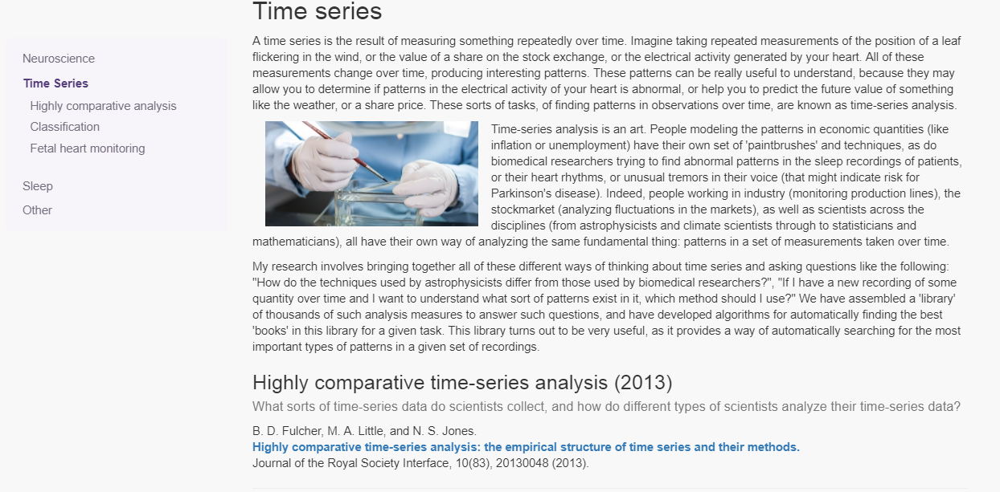 Time series
Neuroscience
Time Series
Highly comparative analysis
Classification
Fetal heart monitoring
Sleep
Other
A time series is the result of measuring something repeatedly over time. Imagine taking repeated measurements of the position of a leaf
flickering in the wind, or the value of a share on the stock exchange, or the electrical activity generated by your heart. All of these
measurements change over time, producing interesting patterns. These patterns can be really useful to understand, because they may
allow you to determine if patterns in the electrical activity of your heart is abnormal, or help you to predict the future value of something
like the weather, or a share price. These sorts of tasks, of finding patterns in observations over time, are known as time-series analysis.
Time-series analysis is an art. People modeling the patterns in economic quantities (like
inflation or unemployment) have their own set of 'paintbrushes' and techniques, as do
biomedical researchers trying to find abnormal patterns in the sleep recordings of patients,
or their heart rhythms, or unusual tremors in their voice (that might indicate risk for
Parkinson's disease). Indeed, people working in industry (monitoring production lines), the
stockmarket (analyzing fluctuations in the markets), as well as scientists across the
disciplines (from astrophysicists and climate scientists through to statisticians and
mathematicians), all have their own way of analyzing the same fundamental thing: patterns in a set of measurements taken over time.
My research involves bringing together all of these different ways of thinking about time series and asking questions like the following:
"How do the techniques used by astrophysicists differ from those used by biomedical researchers?", "If I have a new recording of some
quantity over time and I want to understand what sort of patterns exist in it, which method should I use?" We have assembled a 'library'
of thousands of such analysis measures to answer such questions, and have developed algorithms for automatically finding the best
'books' in this library for a given task. This library turns out to be very useful, as it provides a way of automatically searching for the most
important types of patterns in a given set of recordings.
Highly comparative time-series analysis (2013)
What sorts of time-series data do scientists collect, and how do different types of scientists analyze their time-series data?
B. D. Fulcher, M. A. Little, and N. S. Jones.
Highly comparative time-series analysis: the empirical structure of time series and their methods.
Journal of the Royal Society Interface, 10(83), 20130048 (2013).